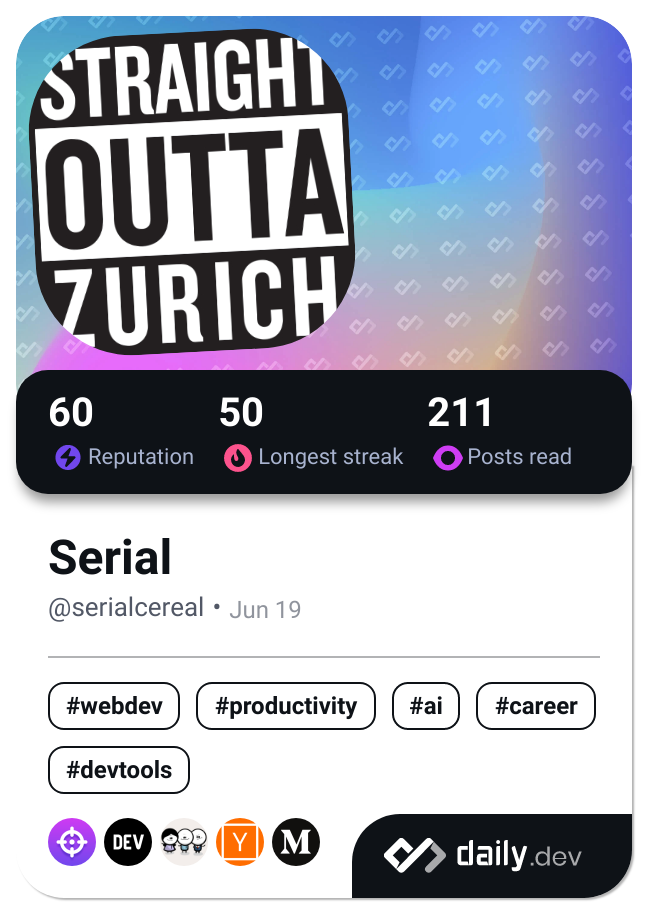 STRAIGHT
OUTTA
ZURICH
60 50 211
Reputation Longest streak Posts read
Serial
@serialcereal • Jun 19
#webdev #productivity #ai #career
#devtools
DEV Y M
daily.dev